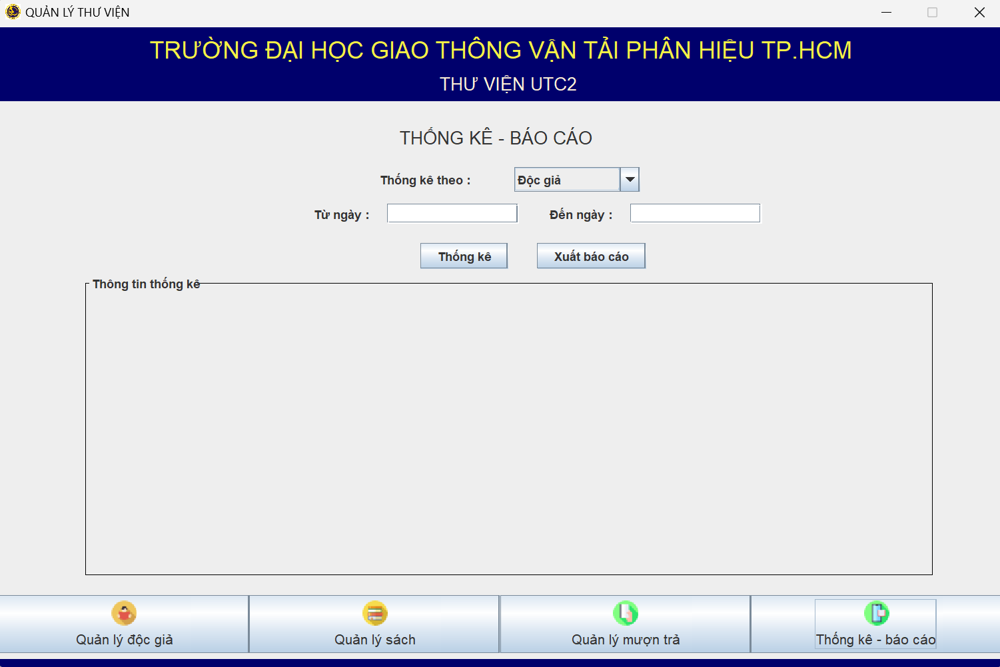 QUẢN LÝ THƯ VIỆN
TRƯỜNG ĐẠI HỌC GIAO THÔNG VẬN TẢI PHÂN HIỆU TP.HCM
THƯ VIỆN UTC2
THỐNG KÊ - BÁO CÁO
Thống kê theo : Độc giả
Từ ngày : Đến ngày :
Thống kê Xuất báo cáo
Thông tin thống kê
Quản lý độc giả Quản lý sách Quản lý mượn trả Thống kê - báo cáo